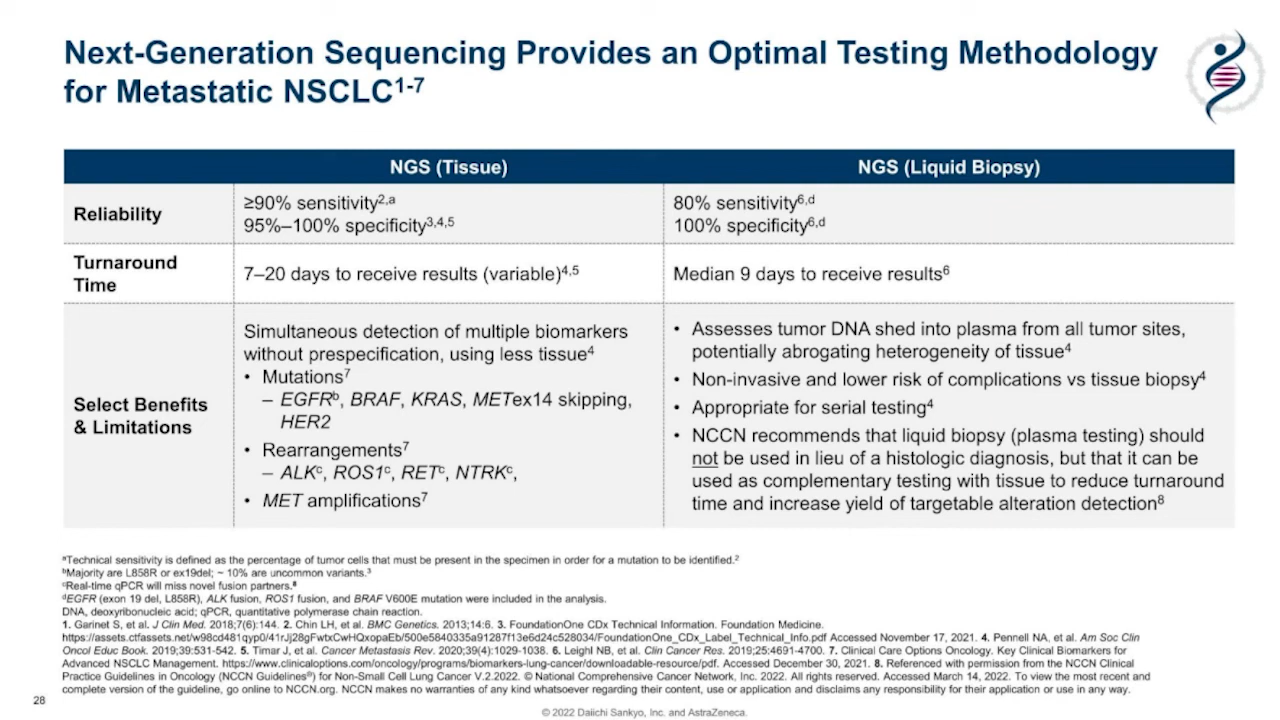 Next-Generation Sequencing Provides an Optimal Testing Methodology
for Metastatic NSCLC1-7
NGS (Tissue)
NGS (Liquid Biopsy)
Reliability
≥90% sensitivity2,a
95%–100% specificity3,4,5
80% sensitivity6,d
100% specificity6,d
Turnaround
Time
7–20 days to receive results (variable)4,5
Median 9 days to receive results6
Select Benefits
& Limitations
Simultaneous detection of multiple biomarkers
without prespecification, using less tissue4
• Mutations7
– EGFRb, BRAF, KRAS, METex14 skipping,
HER2
• Rearrangements7
– ALKc, ROS1c, RETc, NTRKc,
• MET amplifications7
• Assesses tumor DNA shed into plasma from all tumor sites,
potentially abrogating heterogeneity of tissue4
• Non-invasive and lower risk of complications vs tissue biopsy4
• Appropriate for serial testing4
• NCCN recommends that liquid biopsy (plasma testing) should
not be used in lieu of a histologic diagnosis, but that it can be
used as complementary testing with tissue to reduce turnaround
time and increase yield of targetable alteration detection8
aTechnical sensitivity is defined as the percentage of tumor cells that must be present in the specimen in order for a mutation to be identified.2
bMajority are L858R or ex19del; ~ 10% are uncommon variants.3
cReal-time qPCR will miss novel fusion partners.8
dEGFR (exon 19 del, L858R), ALK fusion, ROS1 fusion, and BRAF V600E mutation were included in the analysis.
DNA, deoxyribonucleic acid; qPCR, quantitative polymerase chain reaction.
1. Garinet S, et al. J Clin Med. 2018;7(6):144. 2. Chin LH, et al. BMC Genetics. 2013;14:6. 3. FoundationOne CDx Technical Information. Foundation Medicine.
https://assets.ctfassets.net/w98cd481qyp0/41rJj28gFwtxCwHQxopaEb/500e5840335a91287f13e6d24c528034/FoundationOne_CDx_Label_Technical_Info.pdf Accessed November 17, 2021. 4. Pennell NA, et al. Am Soc Clin
Oncol Educ Book. 2019;39:531-542. 5. Timar J, et al. Cancer Metastasis Rev. 2020;39(4):1029-1038. 6. Leighl NB, et al. Clin Cancer Res. 2019;25:4691-4700. 7. Clinical Care Options Oncology. Key Clinical Biomarkers for
Advanced NSCLC Management. https://www.clinicaloptions.com/oncology/programs/biomarkers-lung-cancer/downloadable-resource/pdf. Accessed December 30, 2021. 8. Referenced with permission from the NCCN Clinical
Practice Guidelines in Oncology (NCCN Guidelines®) for Non-Small Cell Lung Cancer V.2.2022. © National Comprehensive Cancer Network, Inc. 2022. All rights reserved. Accessed March 14, 2022. To view the most recent and
complete version of the guideline, go online to NCCN.org. NCCN makes no warranties of any kind whatsoever regarding their content, use or application and disclaims any responsibility for their application or use in any way.
28
© 2022 Daiichi Sankyo, Inc. and AstraZeneca.